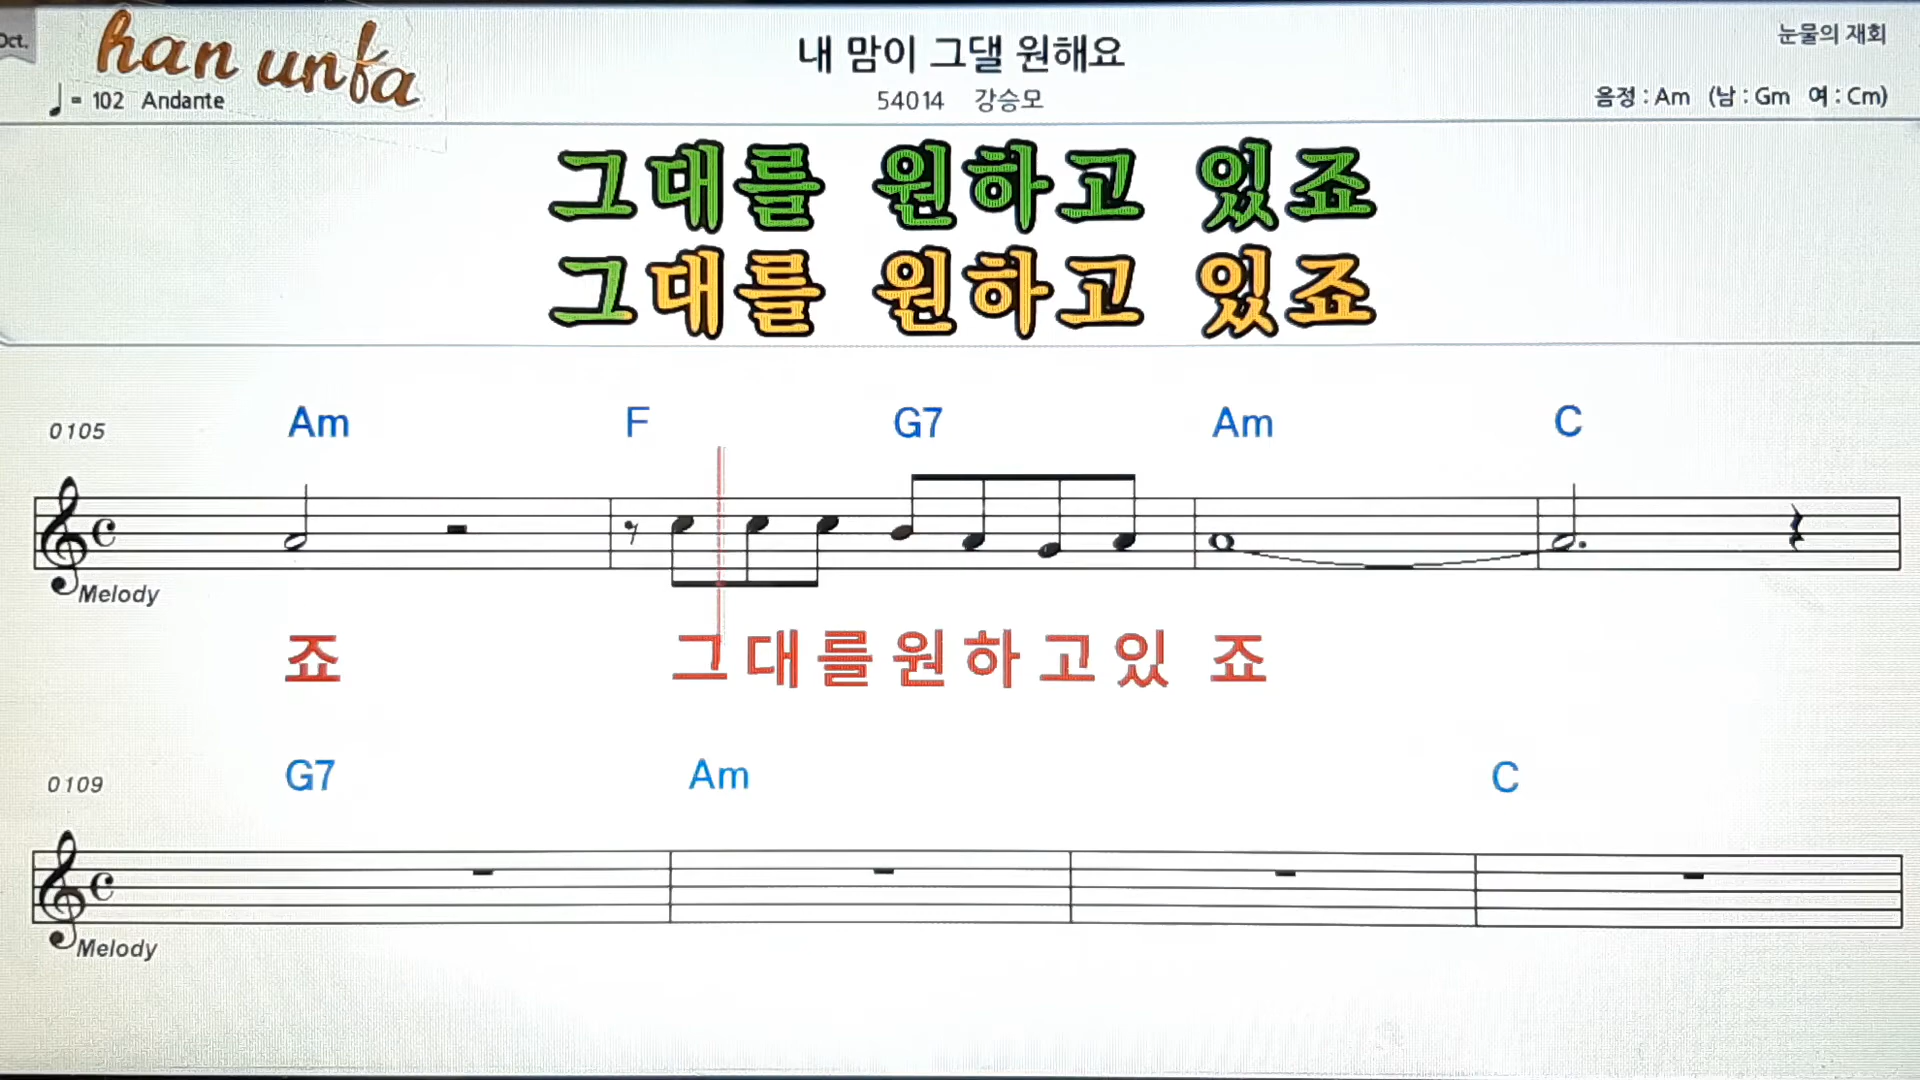 Oct.
han unfa
내 맘이 그댈 원해요
눈물의 재회
♩ = 102 Andante
54014 강승모
음정 : Am (남 : Gm 여 : Cm)
그대를 원하고 있죠
그대를 원하고 있죠
0105 Am F G7 Am C
Melody
죠 그대를원하고있 죠
0109 G7 Am C
Melody